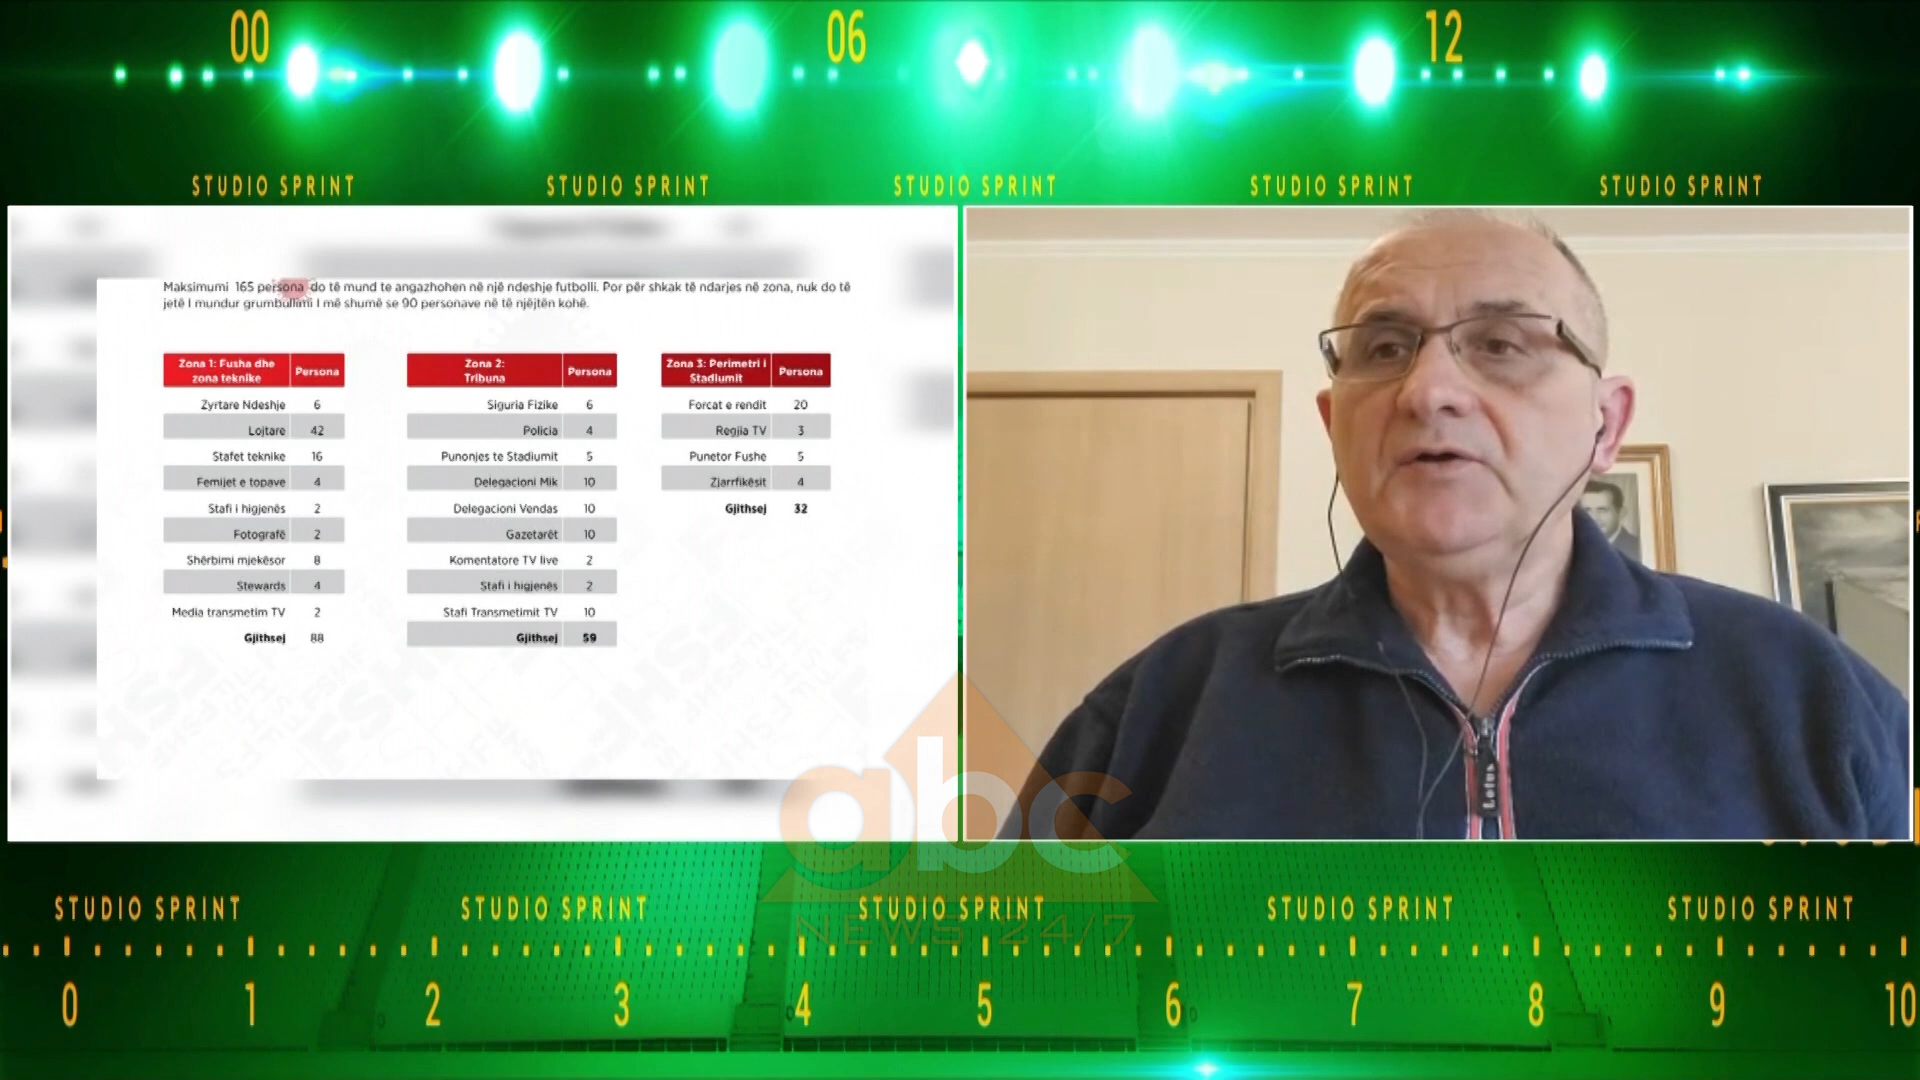 00 06 12
STUDIO SPRINT STUDIO SPRINT STUDIO SPRINT STUDIO SPRINT STUDIO SPRINT
Maksimumi 165 persona do të mund te angazhohen në një ndeshje futbolli. Por për shkak të ndarjes në zona, nuk do të
jetë I mundur grumbullimi I më shumë se 90 personave në të njëjtën kohë.
Zona 1: Fusha dhe
zona teknike Persona
Zyrtare Ndeshje 6
Lojtare 42
Stafet teknike 16
Femijet e topave 4
Stafi i higjenës 2
Fotografë 2
Shërbimi mjekësor 8
Stewards 4
Media transmetim TV 2
Gjithsej 88
Zona 2:
Tribuna Persona
Siguria Fizike 6
Policia 4
Punonjes te Stadiumit 5
Delegacioni Mik 10
Delegacioni Vendas 10
Gazetarët 10
Komentatore TV live 2
Stafi i higjenës 2
Stafi Transmetimit TV 10
Gjithsej 59
Zona 3: Perimetri i
Stadiumit Persona
Forcat e rendit 20
Regjia TV 3
Punetor Fushe 5
Zjarrfikësit 4
Gjithsej 32
Lotus
abc
NEWS 24/7
STUDIO SPRINT STUDIO SPRINT STUDIO SPRINT STUDIO SPRINT STUDIO SPRINT
0 1 2 3 4 5 6 7 8 9 10